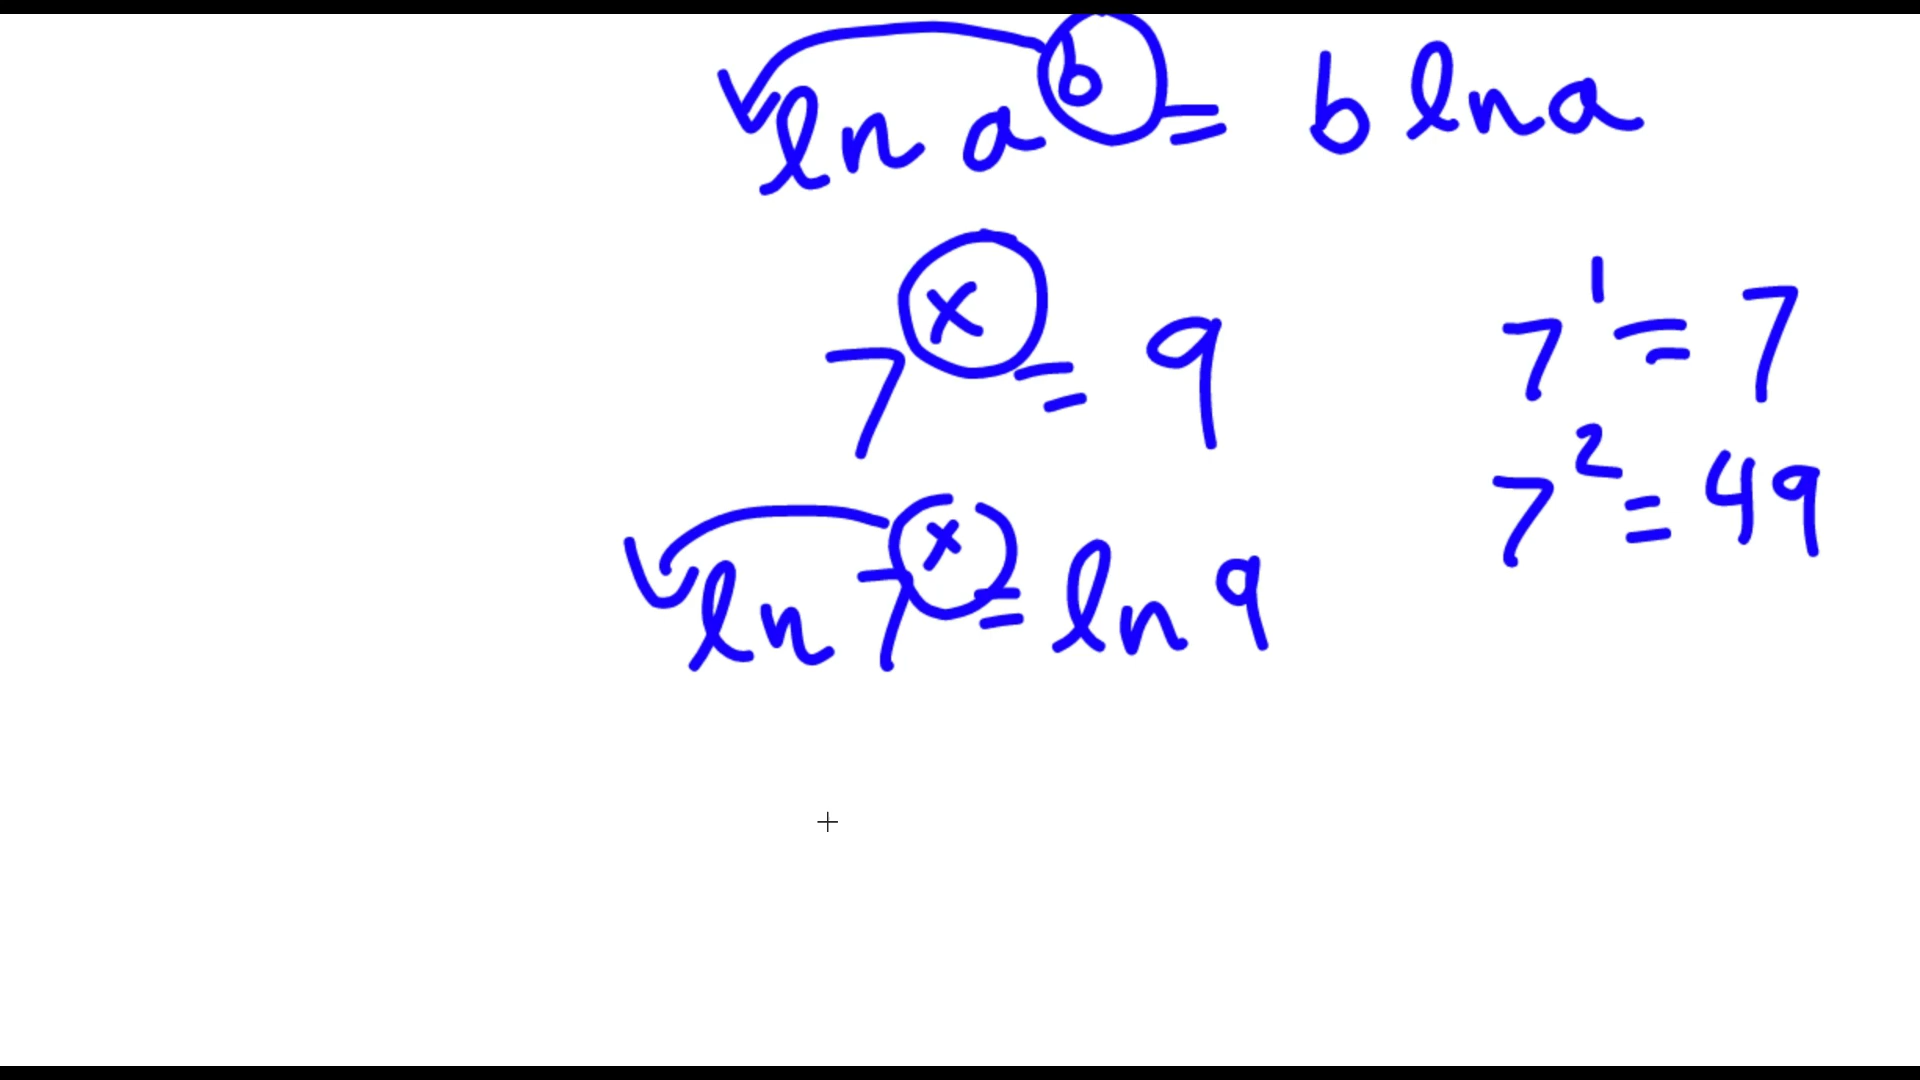 ln a^b = b ln a
7^x = 9
7^1 = 7
7^2 = 49
ln 7^x = ln 9